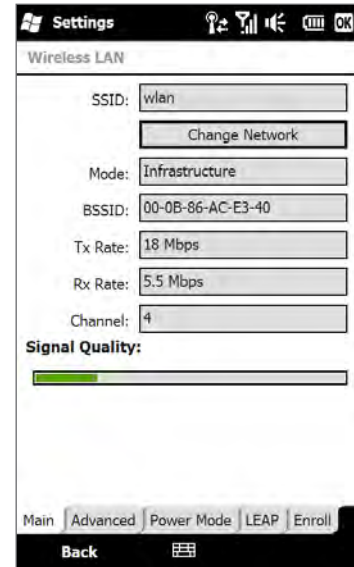 Settings OK
Wireless LAN
SSID: wlan
Change Network
Mode: Infrastructure
BSSID: 00-0B-86-AC-E3-40
Tx Rate: 18 Mbps
Rx Rate: 5.5 Mbps
Channel: 4
Signal Quality:
Main Advanced Power Mode LEAP Enroll
Back